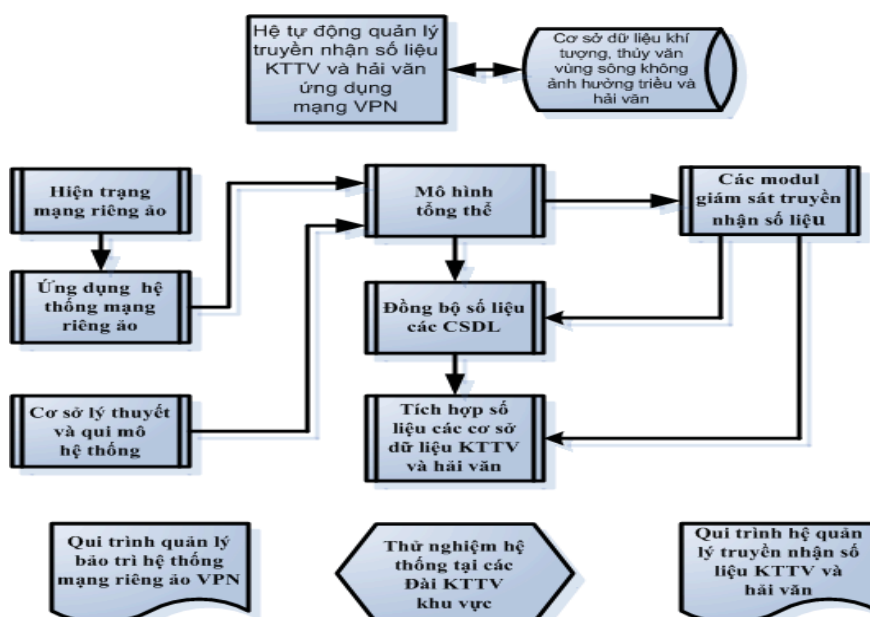 Hệ tự động quản lý
truyền nhận số liệu
KTTV và hải văn
ứng dụng
mạng VPN
Cơ sở dữ liệu khí
tượng, thủy văn
vùng sông không
ảnh hưởng triều và
hải văn
Hiện trạng
mạng riêng ảo
Mô hình
tổng thể
Các modul
giám sát truyền
nhận số liệu
Ứng dụng hệ
thống mạng
riêng ảo
Đồng bộ số liệu
các CSDL
Cơ sở lý thuyết
và qui mô
hệ thống
Tích hợp số
liệu các cơ sở
dữ liệu KTTV
và hải văn
Qui trình quản lý
bảo trì hệ thống
mạng riêng ảo VPN
Thử nghiệm hệ
thống tại các
Đài KTTV
khu vực
Qui trình hệ quản
lý truyền nhận số
liệu KTTV và
hải văn